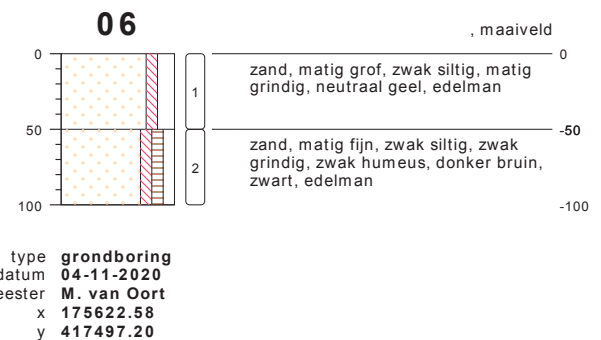 06
, maaiveld
0
0
zand, matig grof, zwak siltig, matig
grindig, neutraal geel, edelman
1
50
-50
zand, matig fijn, zwak siltig, zwak
grindig, zwak humeus, donker bruin,
zwart, edelman
2
100
-100
type grondboring
datum 04-11-2020
eester M. van Oort
x 175622.58
y 417497.20